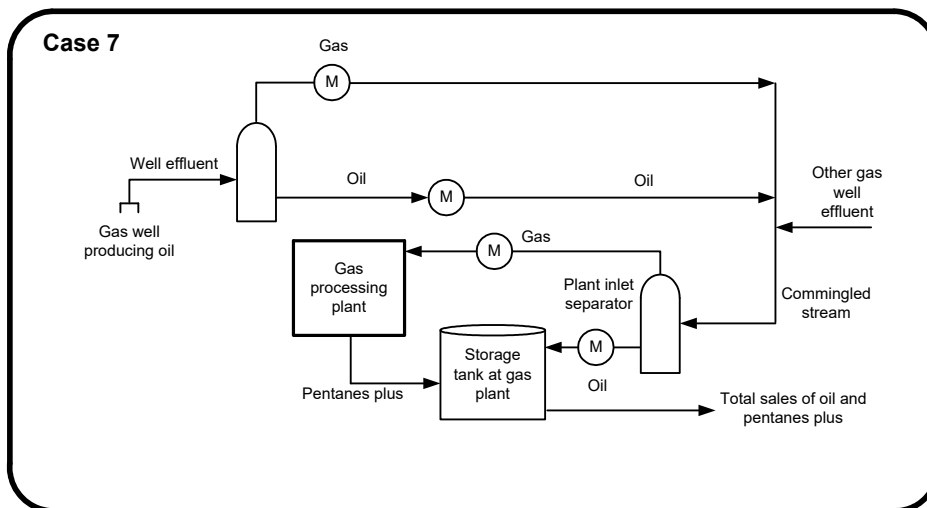 Case 7
Gas
M
Well effluent
Gas well
producing oil
Oil
M
Oil
Other gas
well
effluent
Gas
M
Gas
processing
plant
Plant inlet
separator
Commingled
stream
M
Oil
Storage
tank at gas
plant
Pentanes plus
Total sales of oil and
pentanes plus